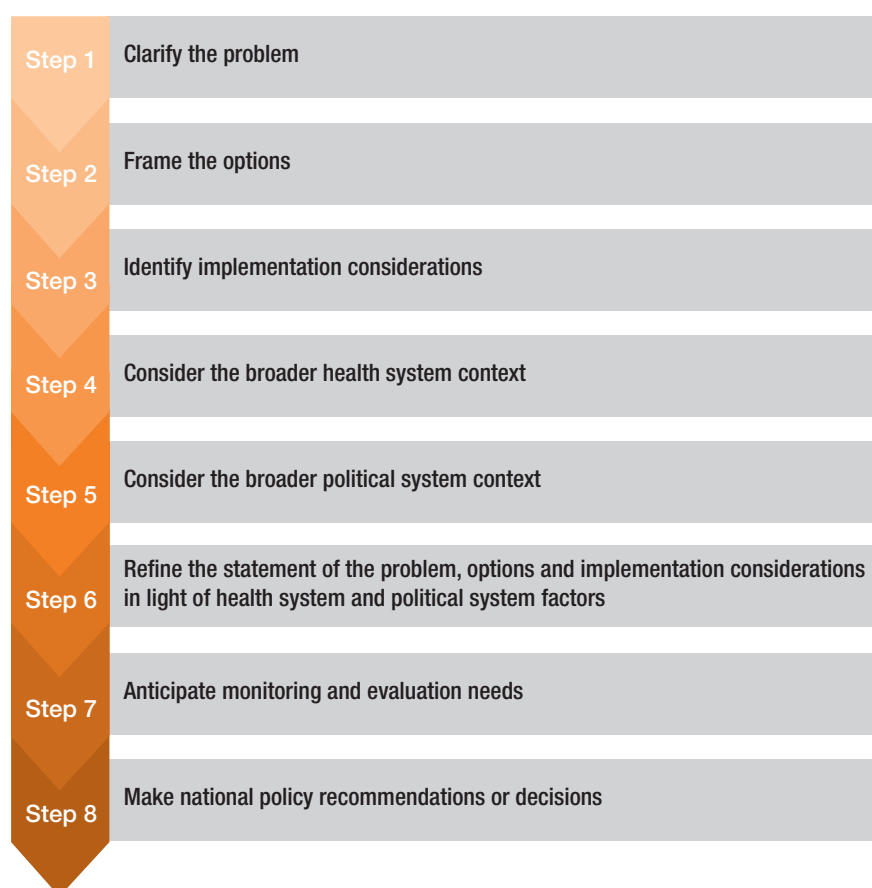 Step 1
Clarify the problem
Step 2
Frame the options
Step 3
Identify implementation considerations
Step 4
Consider the broader health system context
Step 5
Consider the broader political system context
Step 6
Refine the statement of the problem, options and implementation considerations
in light of health system and political system factors
Step 7
Anticipate monitoring and evaluation needs
Step 8
Make national policy recommendations or decisions